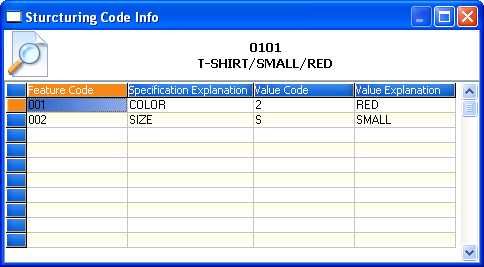 Sturcturing Code Info
0101
T-SHIRT/SMALL/RED
Feature Code Specification Explanation Value Code Value Explanation
001 COLOR 2 RED
002 SIZE S SMALL